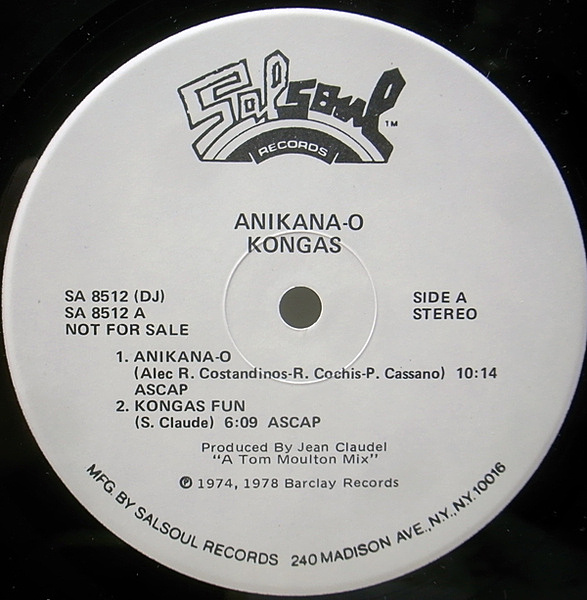 Salsoul TM
RECORDS
ANIKANA-O
KONGAS
SA 8512 (DJ)
SA 8512 A
NOT FOR SALE
SIDE A
STEREO
1. ANIKANA-O
(Alec R. Costandinos-R. Cochis-P. Cassano) 10:14
ASCAP
2. KONGAS FUN
(S. Claude) 6:09 ASCAP
Produced By Jean Claudel
"A Tom Moulton Mix"
℗ 1974, 1978 Barclay Records
MFG. BY SALSOUL RECORDS 240 MADISON AVE., N.Y., N.Y. 10016